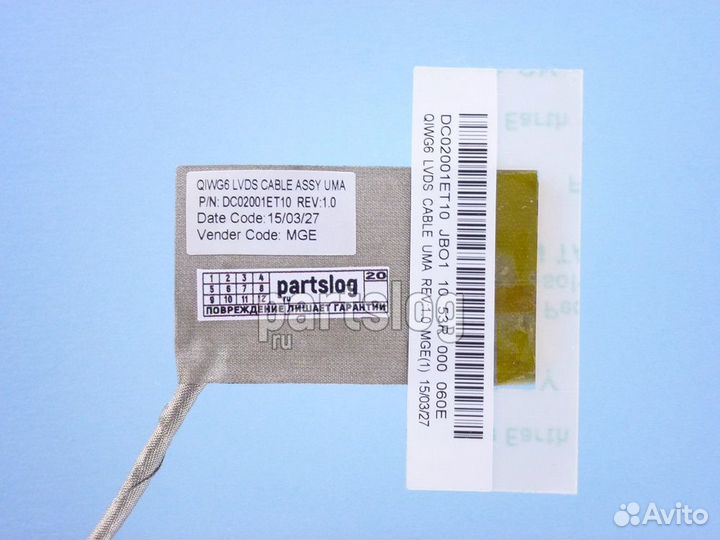 QIWG6 LVDS CABLE ASSY UMA
P/N: DC02001ET10 REV:1.0
Date Code:15/03/27
Vender Code: MGE
1 2 3 4
5 6 7 8
9 10 11 12
partslog
.ru
20
ПОВРЕЖДЕНИЕ ЛИШАЕТ ГАРАНТИИ
partslog
ru
DC02001ET10 JBO1 10 53R 000 060E
QIWG6 LVDS CABLE UMA REV:1.0 MGE(1) 15/03/27
Earth
Earth
Avito